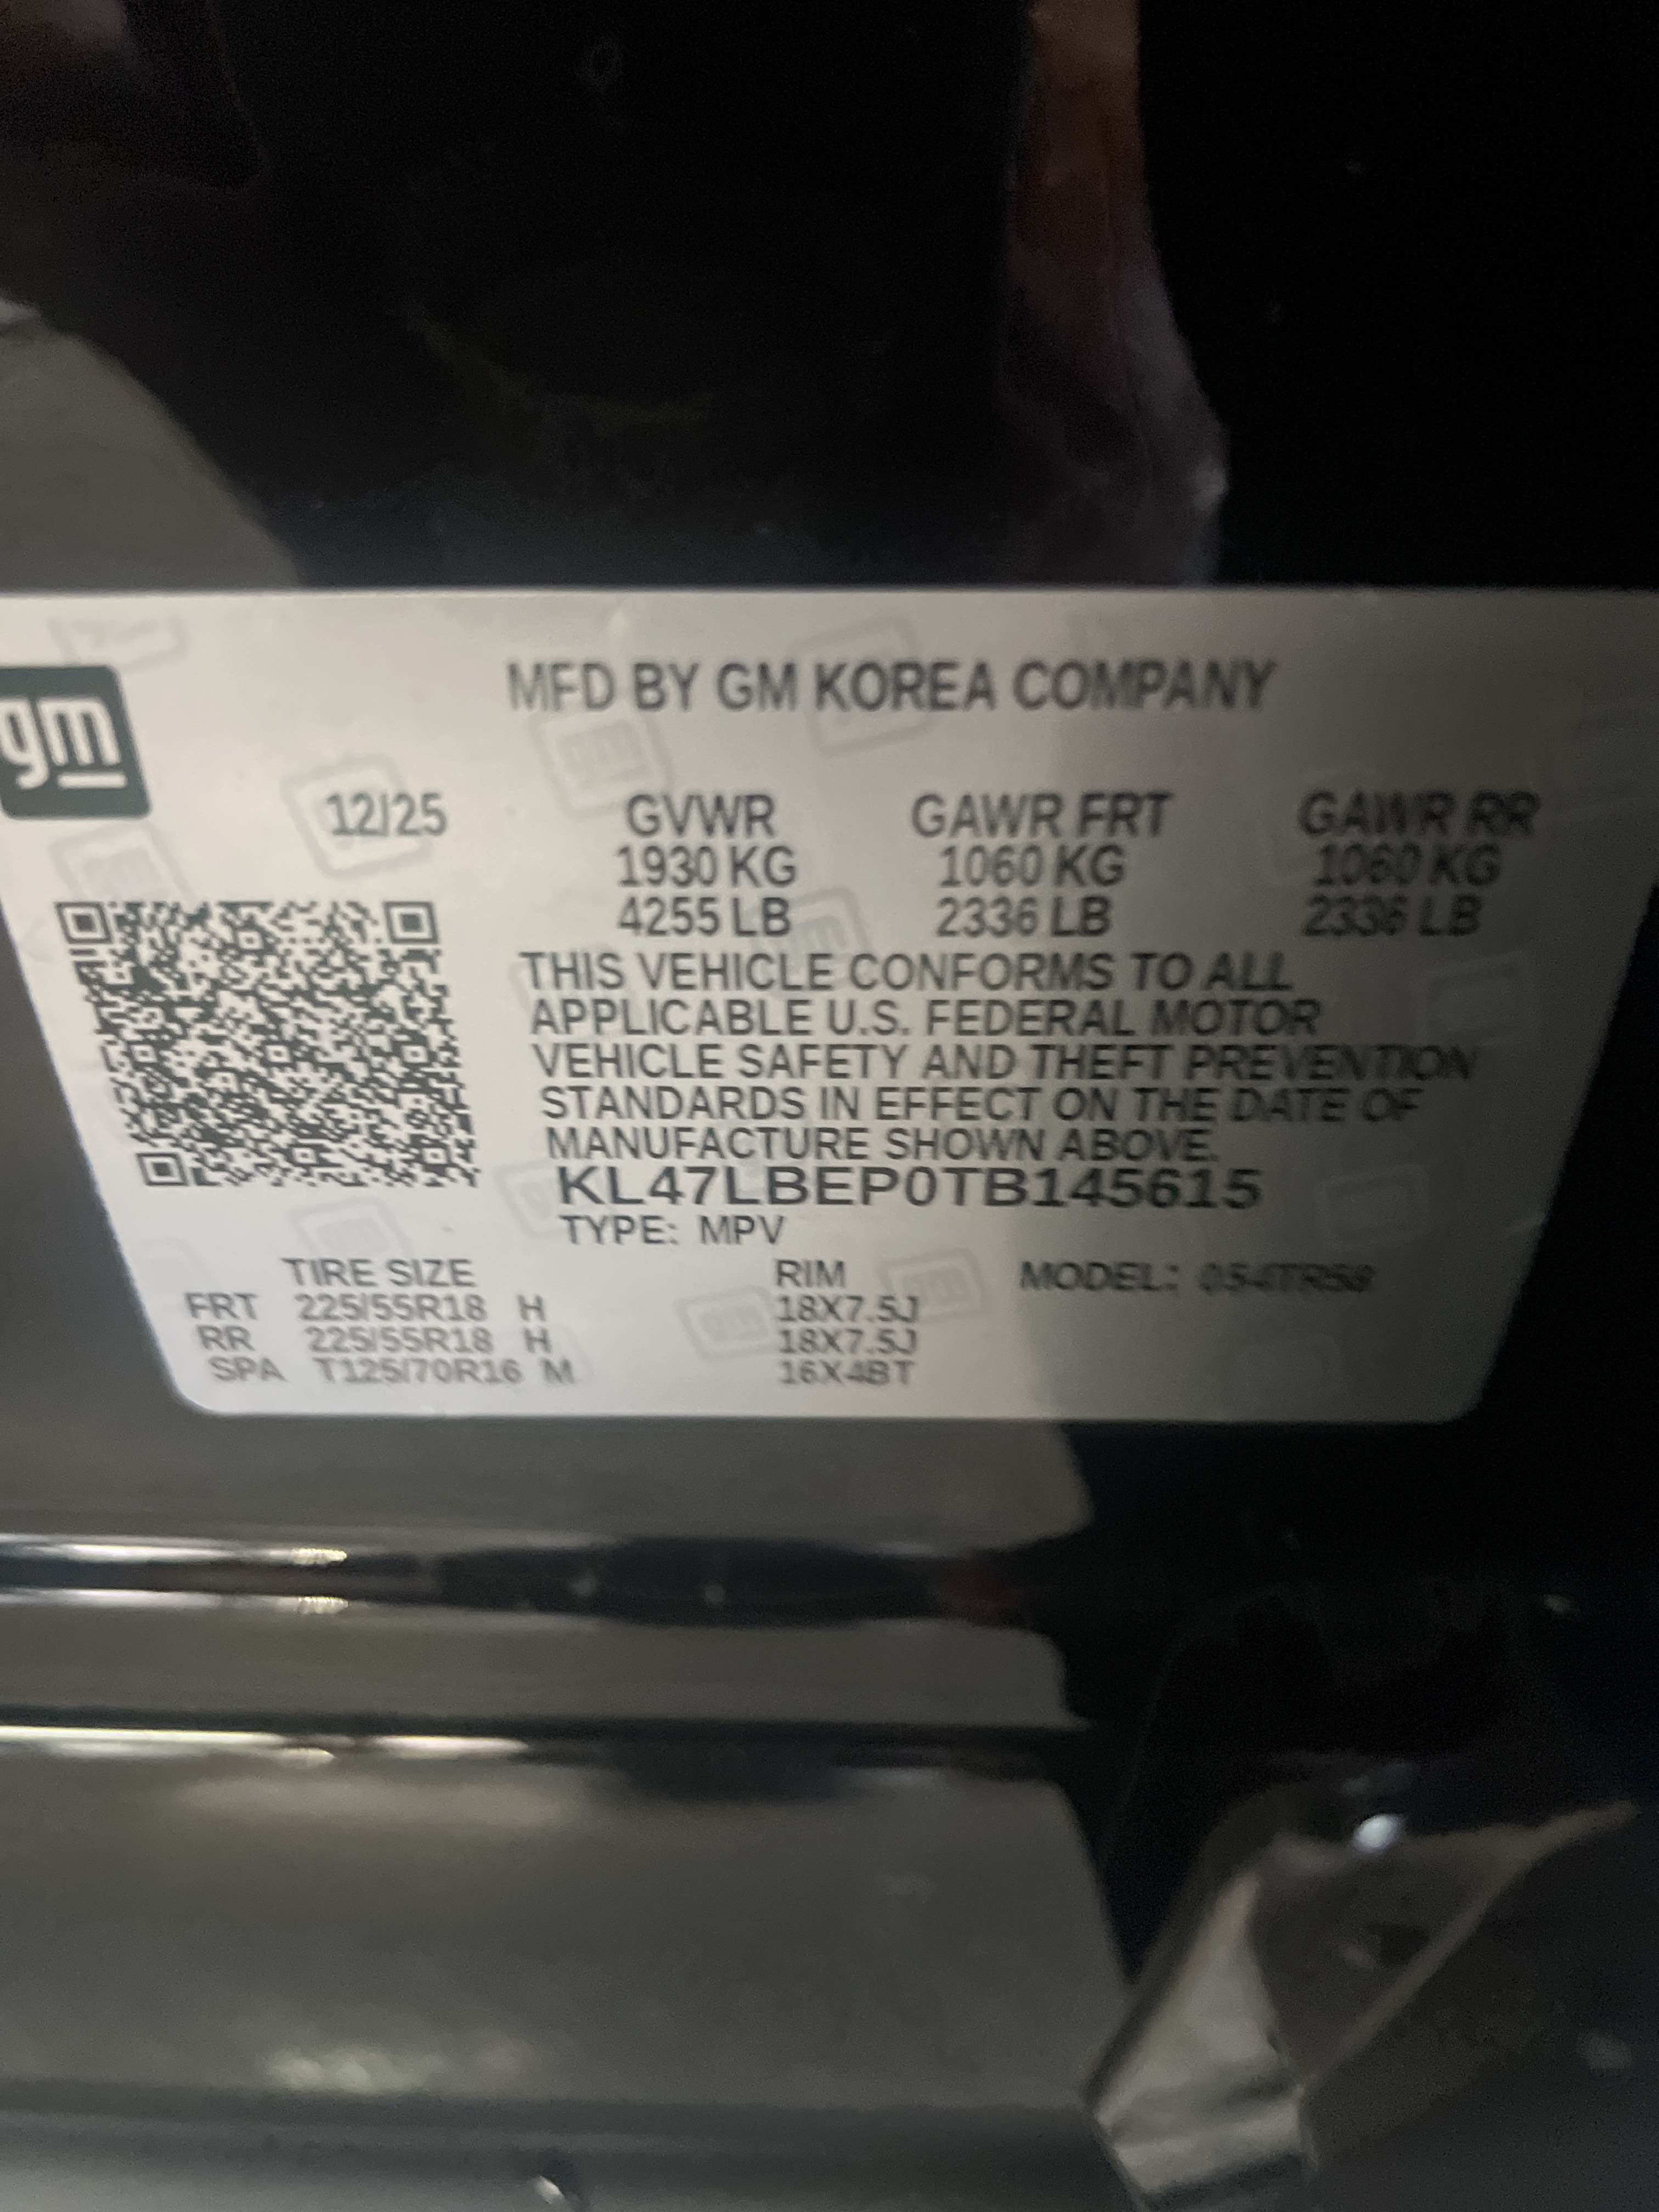 gm
MFD BY GM KOREA COMPANY
12/25 GVWR GAWR FRT GAWR RR
1930 KG 1060 KG 1060 KG
4255 LB 2336 LB 2336 LB
THIS VEHICLE CONFORMS TO ALL
APPLICABLE U.S. FEDERAL MOTOR
VEHICLE SAFETY AND THEFT PREVENTION
STANDARDS IN EFFECT ON THE DATE OF
MANUFACTURE SHOWN ABOVE.
KL47LBEP0TB145615
TYPE: MPV
TIRE SIZE RIM MODEL:
FRT 225/55R18 H 18X7.5J
RR 225/55R18 H 18X7.5J
SPA T125/70R16 M 16X4BT